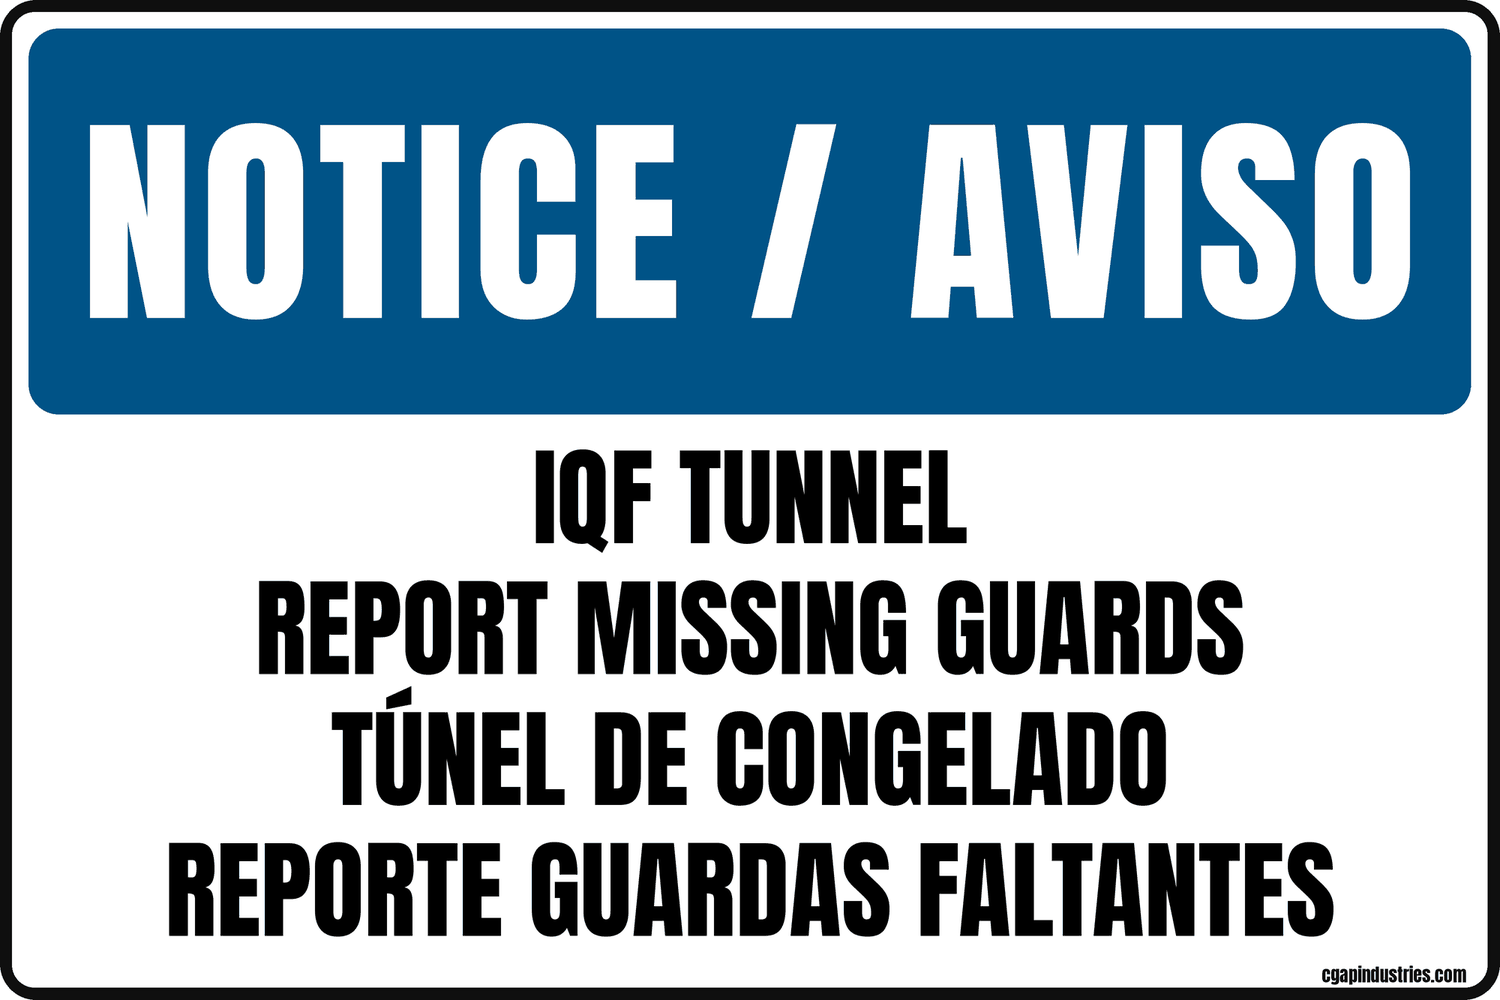 NOTICE / AVISO
IQF TUNNEL
REPORT MISSING GUARDS
TÚNEL DE CONGELADO
REPORTE GUARDAS FALTANTES
cgapindustries.com